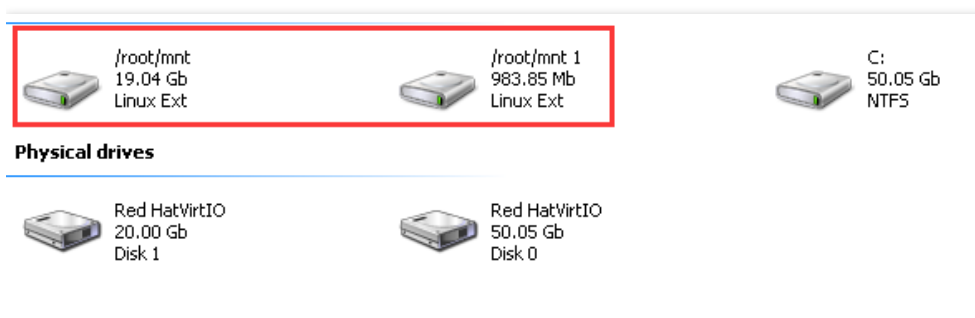 /root/mnt
19.04 Gb
Linux Ext
/root/mnt 1
983.85 Mb
Linux Ext
C:
50.05 Gb
NTFS
Physical drives
Red HatVirtIO
20.00 Gb
Disk 1
Red HatVirtIO
50.05 Gb
Disk 0